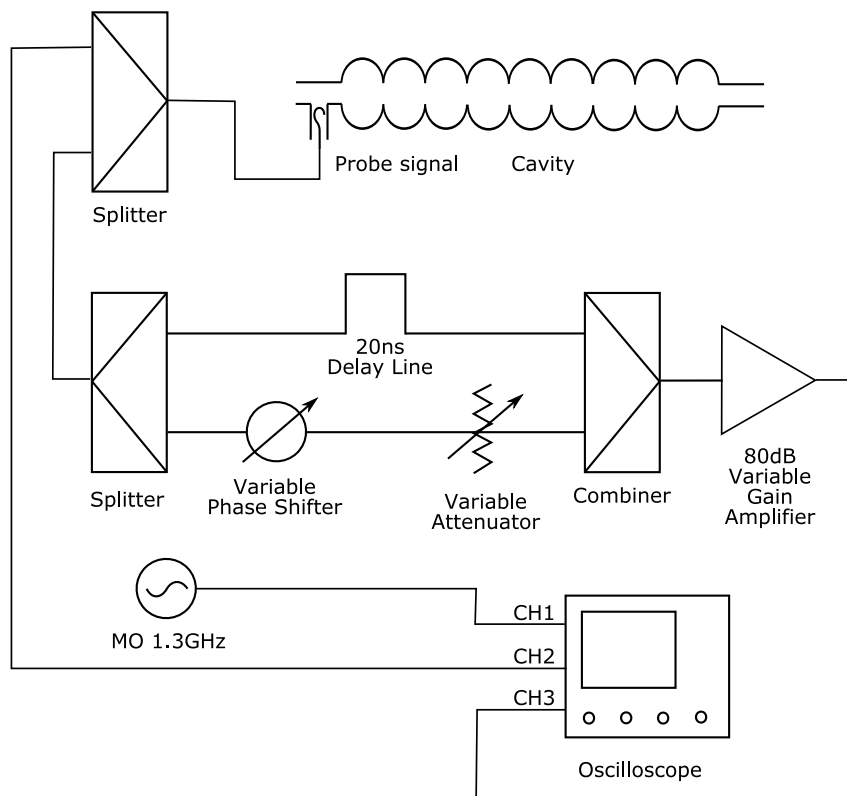 Probe signal
Cavity
Splitter
20ns
Delay Line
Splitter
Variable
Phase Shifter
Variable
Attenuator
Combiner
80dB
Variable
Gain
Amplifier
MO 1.3GHz
CH1
CH2
CH3
Oscilloscope